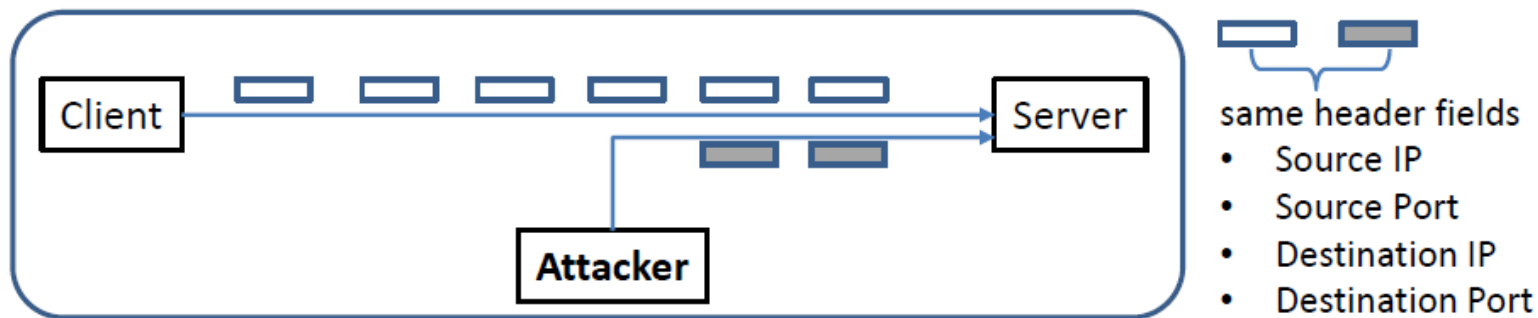 Client
Server
Attacker
same header fields
• Source IP
• Source Port
• Destination IP
• Destination Port